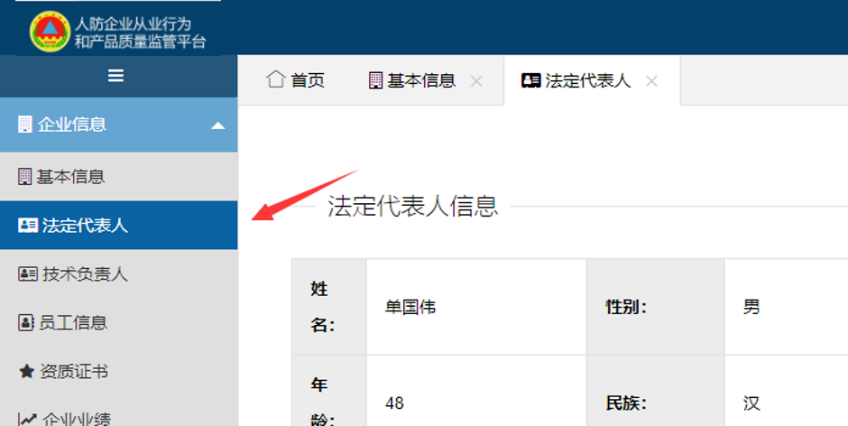 人防企业从业行为
和产品质量监管平台
首页
基本信息
法定代表人
企业信息
基本信息
法定代表人
技术负责人
员工信息
资质证书
企业业绩
法定代表人信息
姓
名:
单国伟
性别:
男
年
龄:
48
民族:
汉